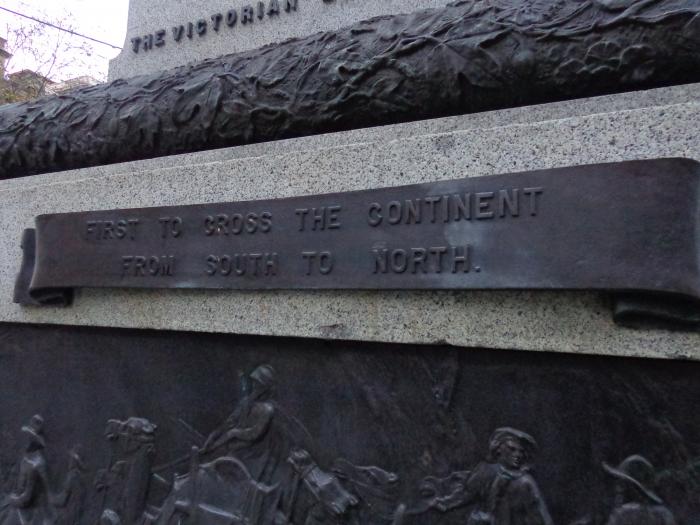 THE VICTORIAN
FIRST TO CROSS THE CONTINENT
FROM SOUTH TO NORTH.